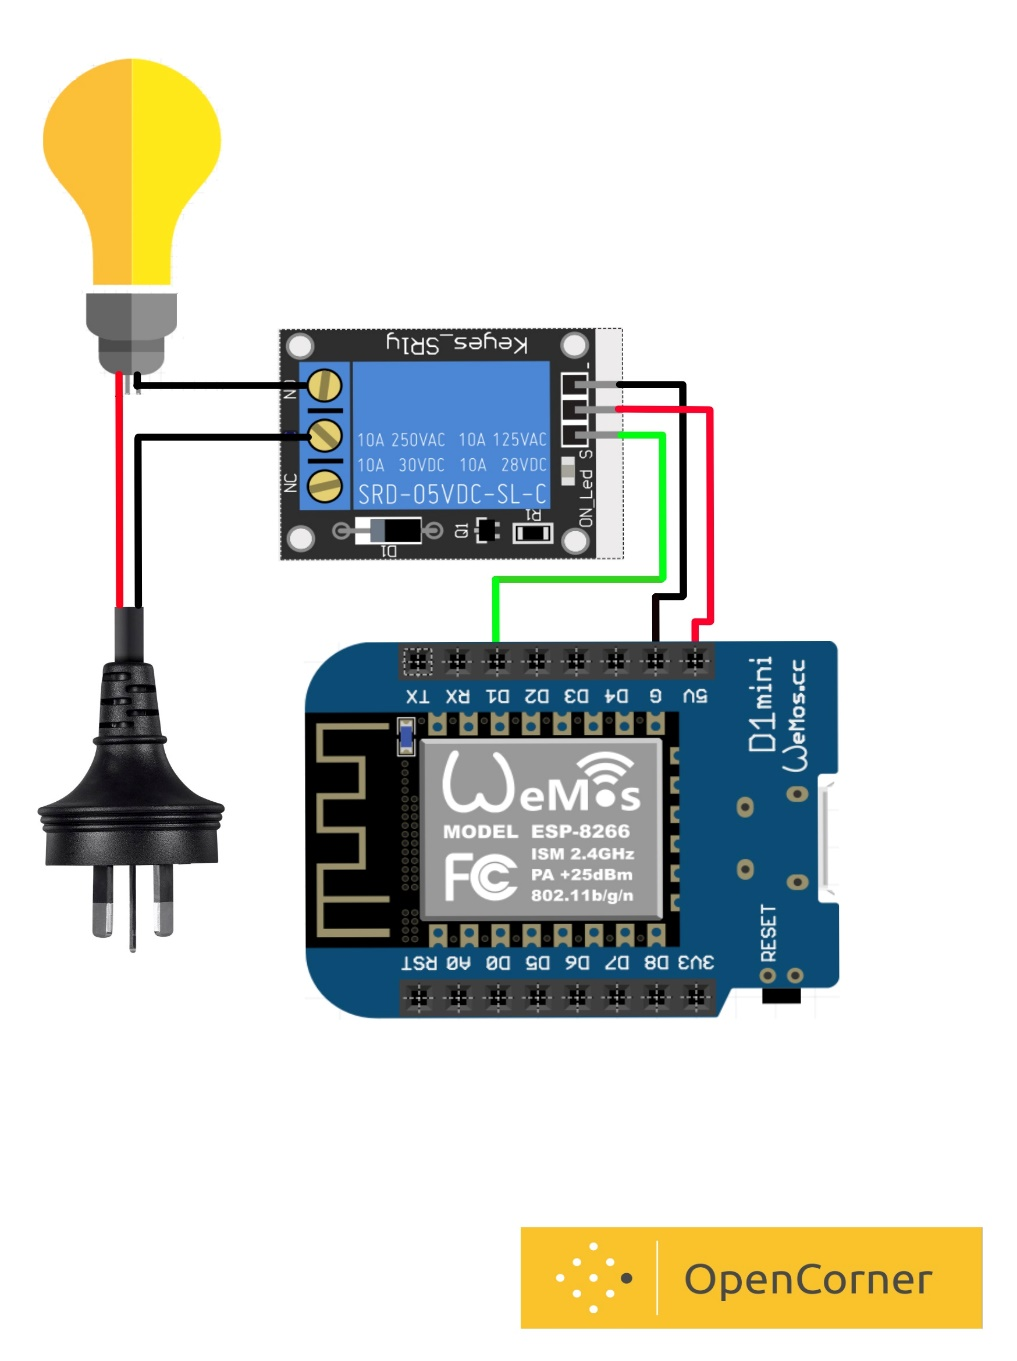 Keyes_SRly
NO
NC
-
S
10A 250VAC 10A 125VAC
10A 30VDC 10A 28VDC
SRD-05VDC-SL-C
ON_Led
D1
Q1
R1
TX RX D1 D2 D3 D4 G 5V
D1 mini
WeMos.cc
WeMos
MODEL ESP-8266
ISM 2.4GHz
PA +25dBm
802.11b/g/n
FC
RESET
RST A0 D0 D5 D6 D7 D8 3V3
OpenCorner